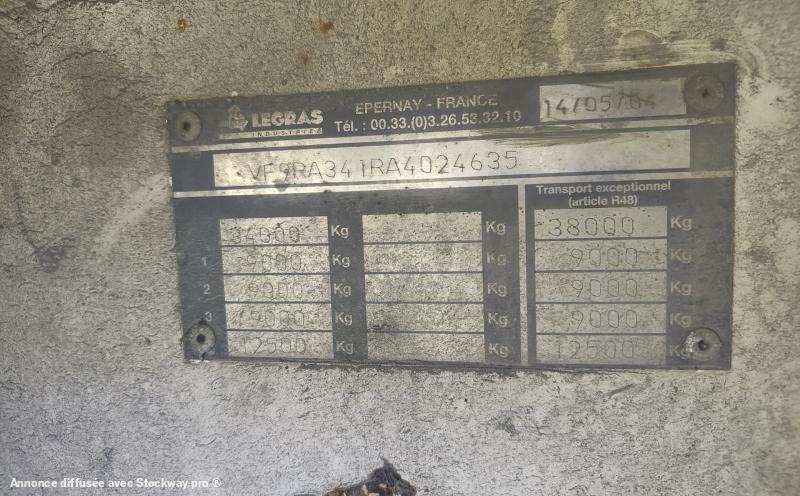 LEGRAS
INDUSTRIES
EPERNAY - FRANCE
Tél. : 00.33.(0)3.26.53.32.10
14/05/04
VF9RA341RA4024635
Transport exceptionnel
(article R48)
34000 Kg Kg 38000 Kg
1 9000 Kg Kg 9000 Kg
2 9000 Kg Kg 9000 Kg
3 9000 Kg Kg 9000 Kg
12500 Kg Kg 12500 Kg
Annonce diffusée avec Stockway.pro ®